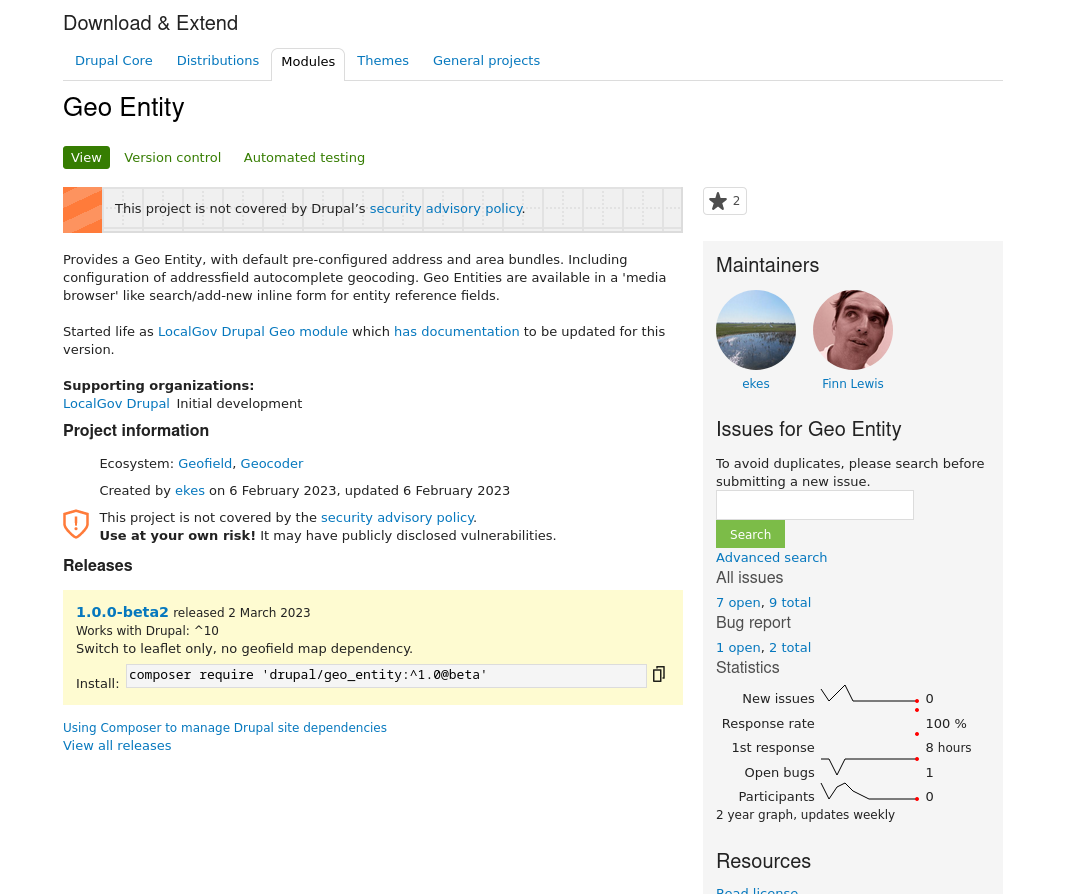 Download & Extend
Drupal Core
Distributions
Modules
Themes
General projects
Geo Entity
View
Version control
Automated testing
This project is not covered by Drupal’s security advisory policy.
2
Provides a Geo Entity, with default pre-configured address and area bundles. Including
configuration of addressfield autocomplete geocoding. Geo Entities are available in a 'media
browser' like search/add-new inline form for entity reference fields.
Started life as LocalGov Drupal Geo module which has documentation to be updated for this
version.
Supporting organizations:
LocalGov Drupal Initial development
Project information
Ecosystem: Geofield, Geocoder
Created by ekes on 6 February 2023, updated 6 February 2023
This project is not covered by the security advisory policy.
Use at your own risk! It may have publicly disclosed vulnerabilities.
Releases
1.0.0-beta2 released 2 March 2023
Works with Drupal: ^10
Switch to leaflet only, no geofield map dependency.
Install: composer require 'drupal/geo_entity:^1.0@beta'
Using Composer to manage Drupal site dependencies
View all releases
Maintainers
ekes
Finn Lewis
Issues for Geo Entity
To avoid duplicates, please search before
submitting a new issue.
Search
Advanced search
All issues
7 open, 9 total
Bug report
1 open, 2 total
Statistics
New issues 0
Response rate 100 %
1st response 8 hours
Open bugs 1
Participants 0
2 year graph, updates weekly
Resources
Read license